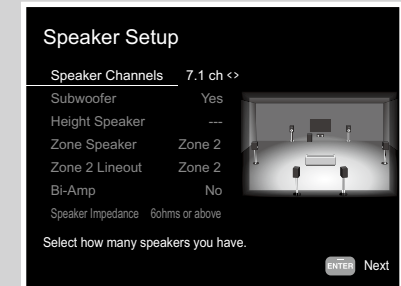 Speaker Setup
Speaker Channels 7.1 ch <>
Subwoofer Yes
Height Speaker ---
Zone Speaker Zone 2
Zone 2 Lineout Zone 2
Bi-Amp No
Speaker Impedance 6ohms or above
Select how many speakers you have.
ENTER Next